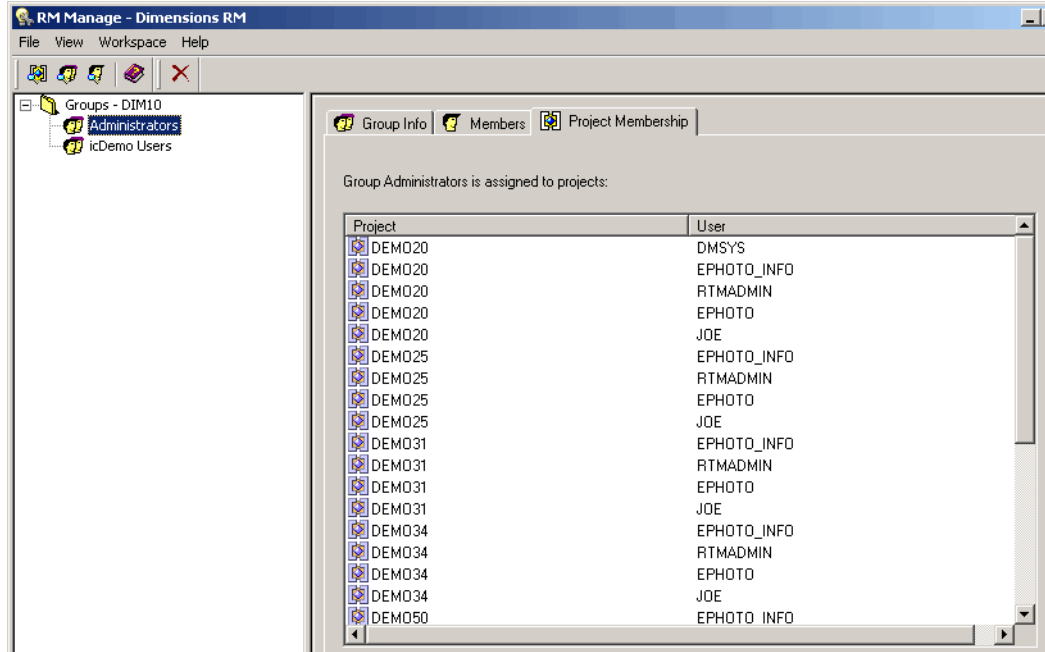 RM Manage - Dimensions RM
File View Workspace Help
Groups - DIM10
Administrators
icDemo Users
Group Info Members Project Membership
Group Administrators is assigned to projects:
Project User
DEMO20 DMSYS
DEMO20 EPHOTO_INFO
DEMO20 RTMADMIN
DEMO20 EPHOTO
DEMO20 JOE
DEMO25 EPHOTO_INFO
DEMO25 RTMADMIN
DEMO25 EPHOTO
DEMO25 JOE
DEMO31 EPHOTO_INFO
DEMO31 RTMADMIN
DEMO31 EPHOTO
DEMO31 JOE
DEMO34 EPHOTO_INFO
DEMO34 RTMADMIN
DEMO34 EPHOTO
DEMO34 JOE
DEMO50 EPHOTO_INFO